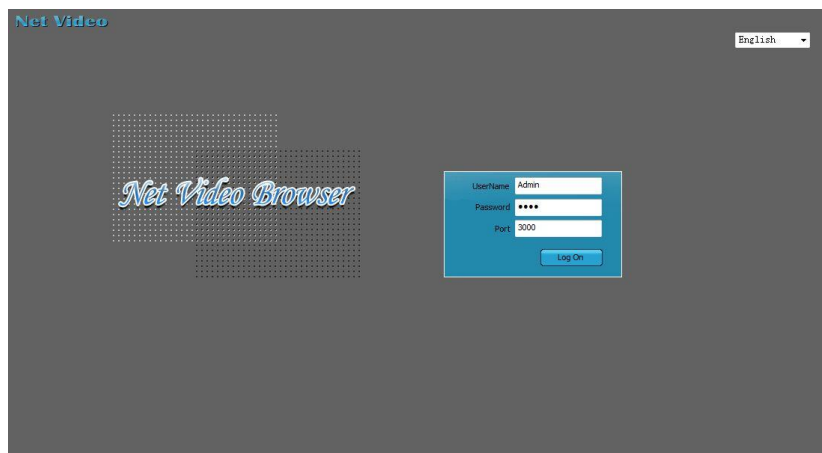 Net Video
English
Net Video Browser
UserName Admin
Password ••••
Port 3000
Log On